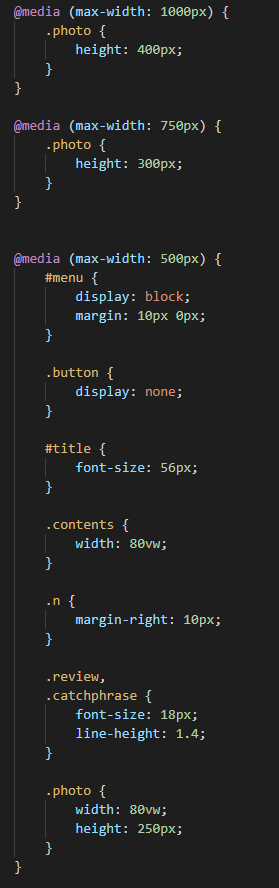 @media (max-width: 1000px) {
    .photo {
        height: 400px;
    }
}

@media (max-width: 750px) {
    .photo {
        height: 300px;
    }
}


@media (max-width: 500px) {
    #menu {
        display: block;
        margin: 10px 0px;
    }

    .button {
        display: none;
    }

    #title {
        font-size: 56px;
    }

    .contents {
        width: 80vw;
    }

    .n {
        margin-right: 10px;
    }

    .review,
    .catchphrase {
        font-size: 18px;
        line-height: 1.4;
    }

    .photo {
        width: 80vw;
        height: 250px;
    }
}